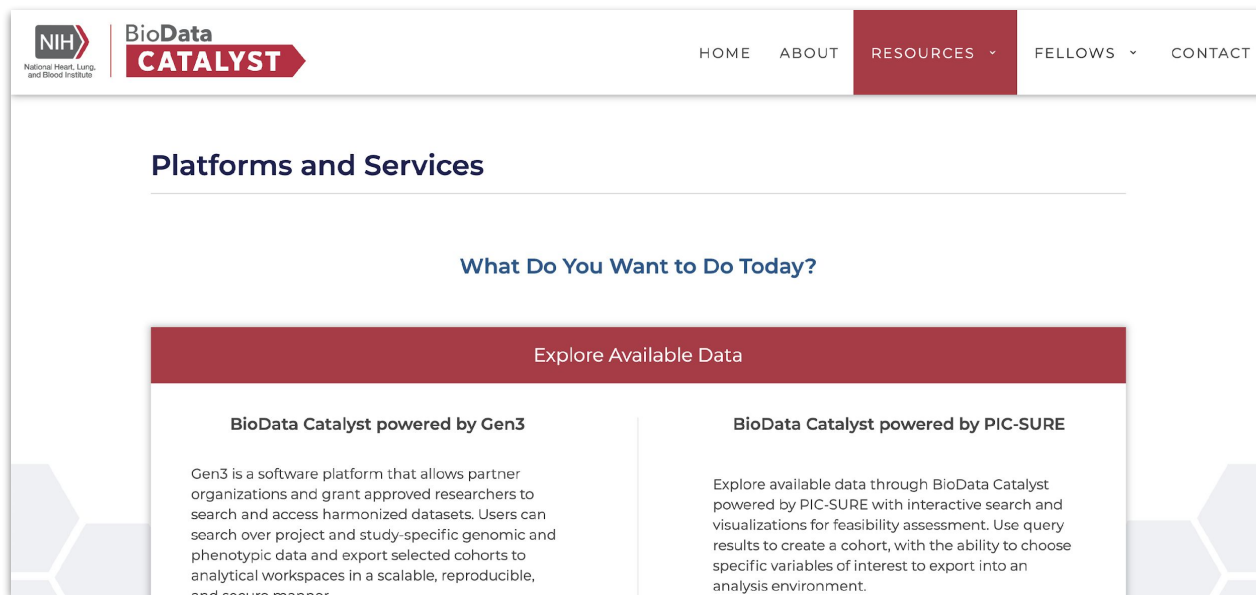 NIH
National Heart, Lung,
and Blood Institute
BioData
CATALYST
HOME ABOUT RESOURCES FELLOWS CONTACT
Platforms and Services
What Do You Want to Do Today?
Explore Available Data
BioData Catalyst powered by Gen3
Gen3 is a software platform that allows partner
organizations and grant approved researchers to
search and access harmonized datasets. Users can
search over project and study-specific genomic and
phenotypic data and export selected cohorts to
analytical workspaces in a scalable, reproducible,
and secure manner.
BioData Catalyst powered by PIC-SURE
Explore available data through BioData Catalyst
powered by PIC-SURE with interactive search and
visualizations for feasibility assessment. Use query
results to create a cohort, with the ability to choose
specific variables of interest to export into an
analysis environment.